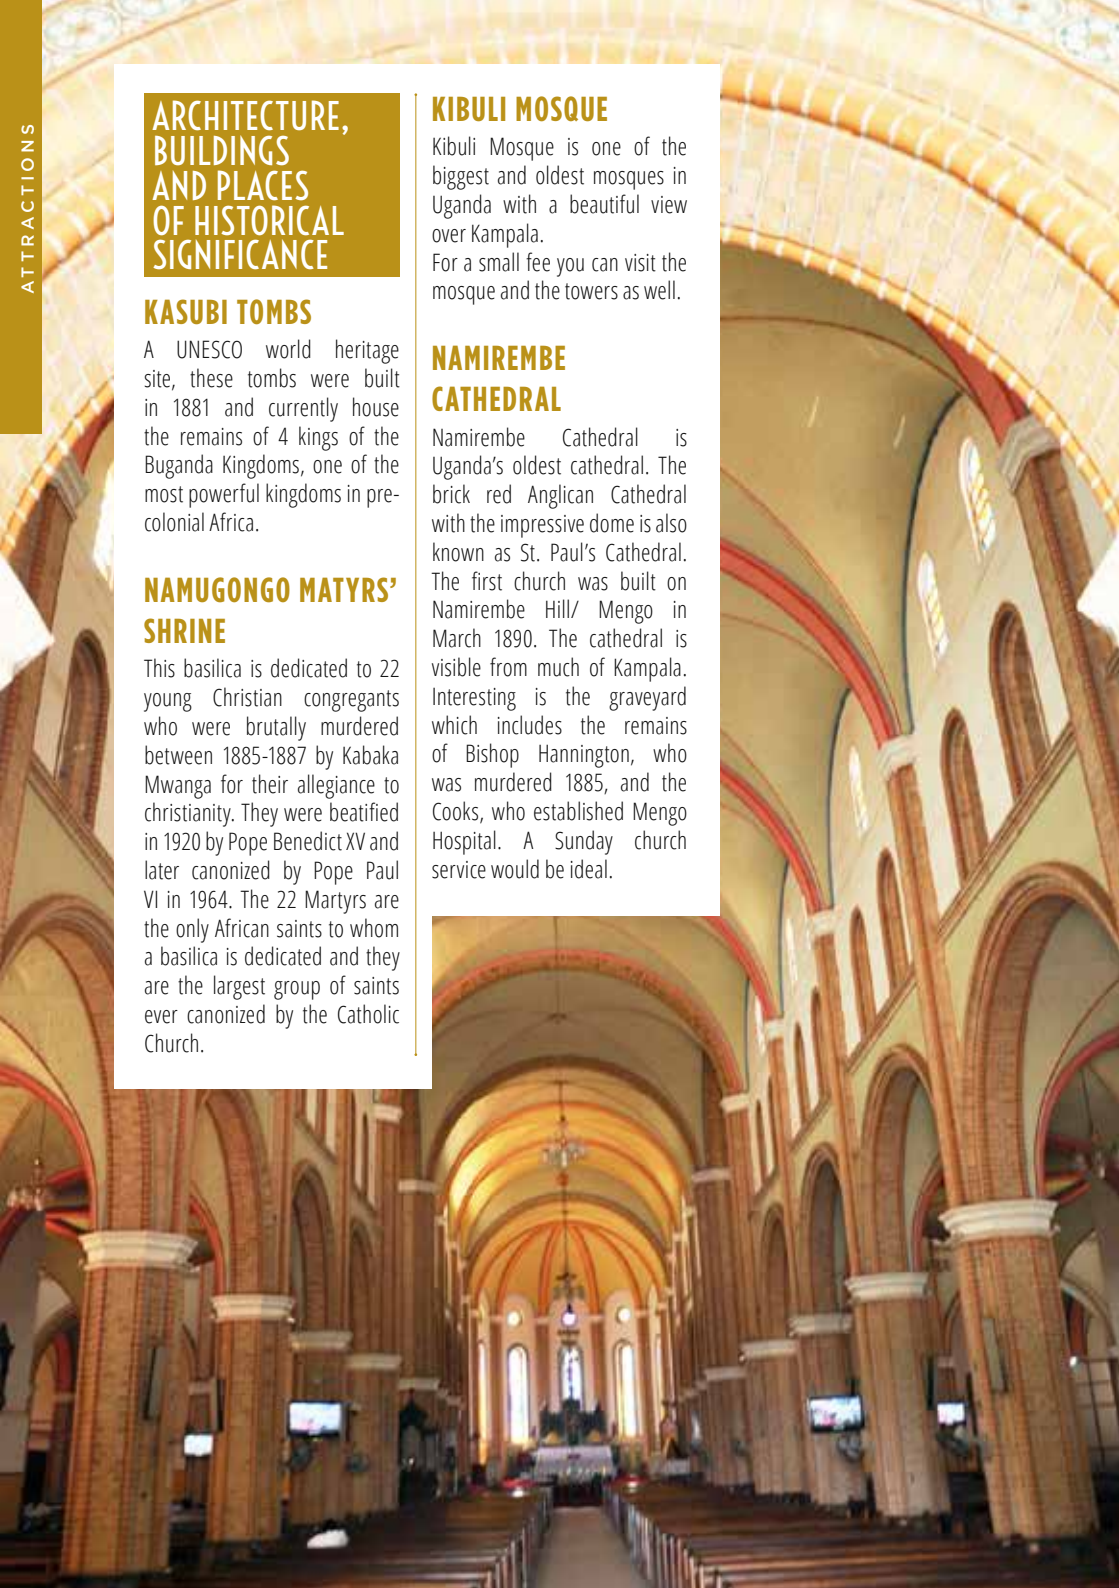 ATTRACTIONS
ARCHITECTURE,
BUILDINGS
AND PLACES
OF HISTORICAL
SIGNIFICANCE
KASUBI TOMBS
A UNESCO world heritage
site, these tombs were built
in 1881 and currently house
the remains of 4 kings of the
Buganda Kingdoms, one of the
most powerful kingdoms in pre-
colonial Africa.
NAMUGONGO MATYRS'
SHRINE
This basilica is dedicated to 22
young Christian congregants
who were brutally murdered
between 1885-1887 by Kabaka
Mwanga for their allegiance to
christianity. They were beatified
in 1920 by Pope Benedict XV and
later canonized by Pope Paul
VI in 1964. The 22 Martyrs are
the only African saints to whom
a basilica is dedicated and they
are the largest group of saints
ever canonized by the Catholic
Church.
KIBULI MOSQUE
Kibuli Mosque is one of the
biggest and oldest mosques in
Uganda with a beautiful view
over Kampala.
For a small fee you can visit the
mosque and the towers as well.
NAMIREMBE
CATHEDRAL
Namirembe Cathedral is
Uganda's oldest cathedral. The
brick red Anglican Cathedral
with the impressive dome is also
known as St. Paul's Cathedral.
The first church was built on
Namirembe Hill/ Mengo in
March 1890. The cathedral is
visible from much of Kampala.
Interesting is the graveyard
which includes the remains
of Bishop Hannington, who
was murdered 1885, and the
Cooks, who established Mengo
Hospital. A Sunday church
service would be ideal.